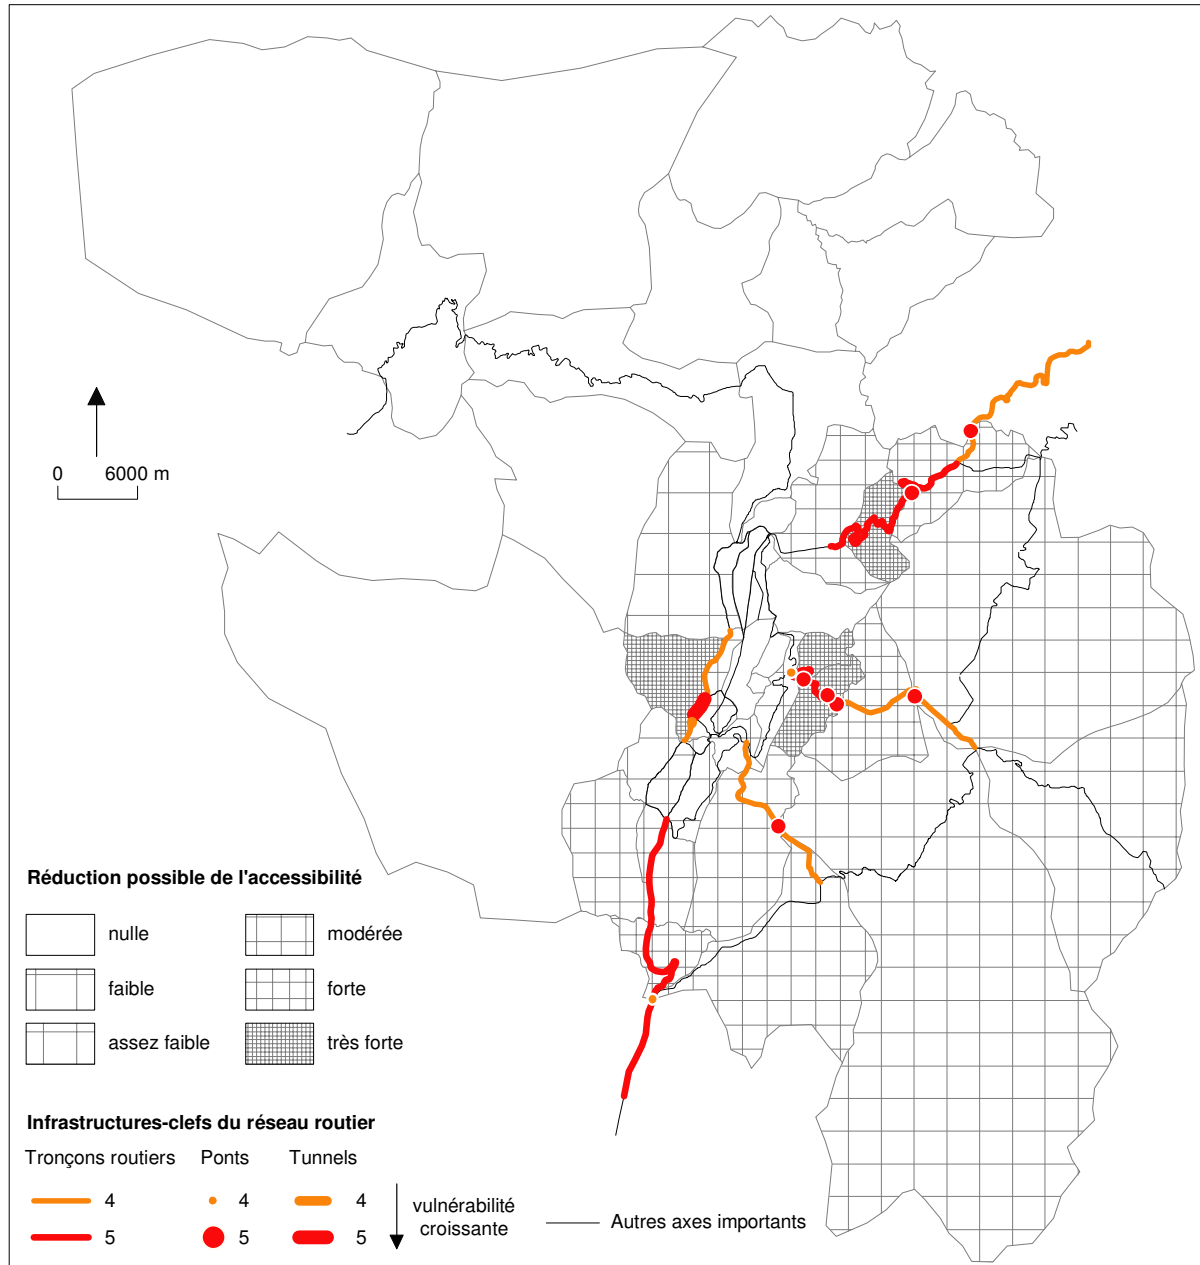 0 6000 m
Réduction possible de l'accessibilité
nulle modérée
faible forte
assez faible très forte
Infrastructures-clefs du réseau routier
Tronçons routiers Ponts Tunnels
4 4 4
5 5 5
vulnérabilité
croissante
Autres axes importants